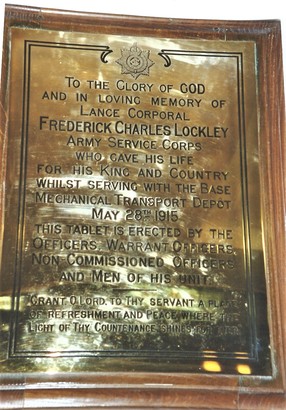 TO THE GLORY OF GOD
AND IN LOVING MEMORY OF
LANCE CORPORAL
FREDERICK CHARLES LOCKLEY
ARMY SERVICE CORPS
WHO GAVE HIS LIFE
FOR HIS KING AND COUNTRY
WHILST SERVING WITH THE BASE
MECHANICAL TRANSPORT DEPOT
MAY 28TH 1915.
THIS TABLET IS ERECTED BY THE
OFFICERS, WARRANT OFFICERS,
NON COMMISSIONED OFFICERS
AND MEN OF HIS UNIT.
GRANT O LORD, TO THY SERVANT A PLACE
OF REFRESHMENT AND PEACE WHERE THE
LIGHT OF THY COUNTENANCE SHINES